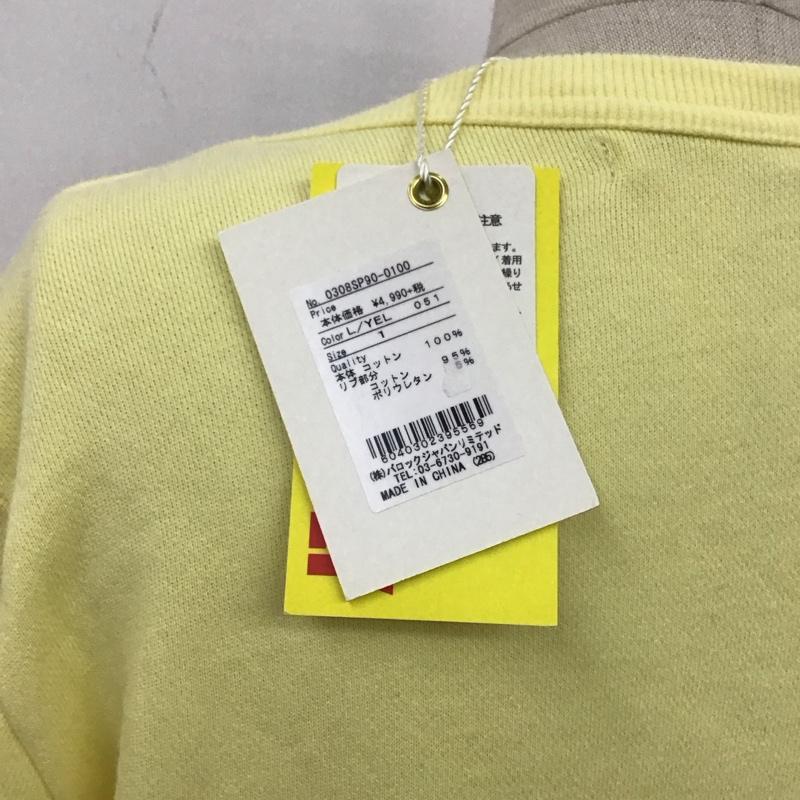 No. 0308SP90-0100
Price
本体価格 ¥4,990+税
Color L/YEL 051
Size 1
Quality
本体 コットン 100%
リブ部分
コットン 95%
ポリウレタン 5%
(株)バロックジャパンリミテッド
TEL:03-6730-9191
MADE IN CHINA (285)
注意
ます。
着用
繰り
せ